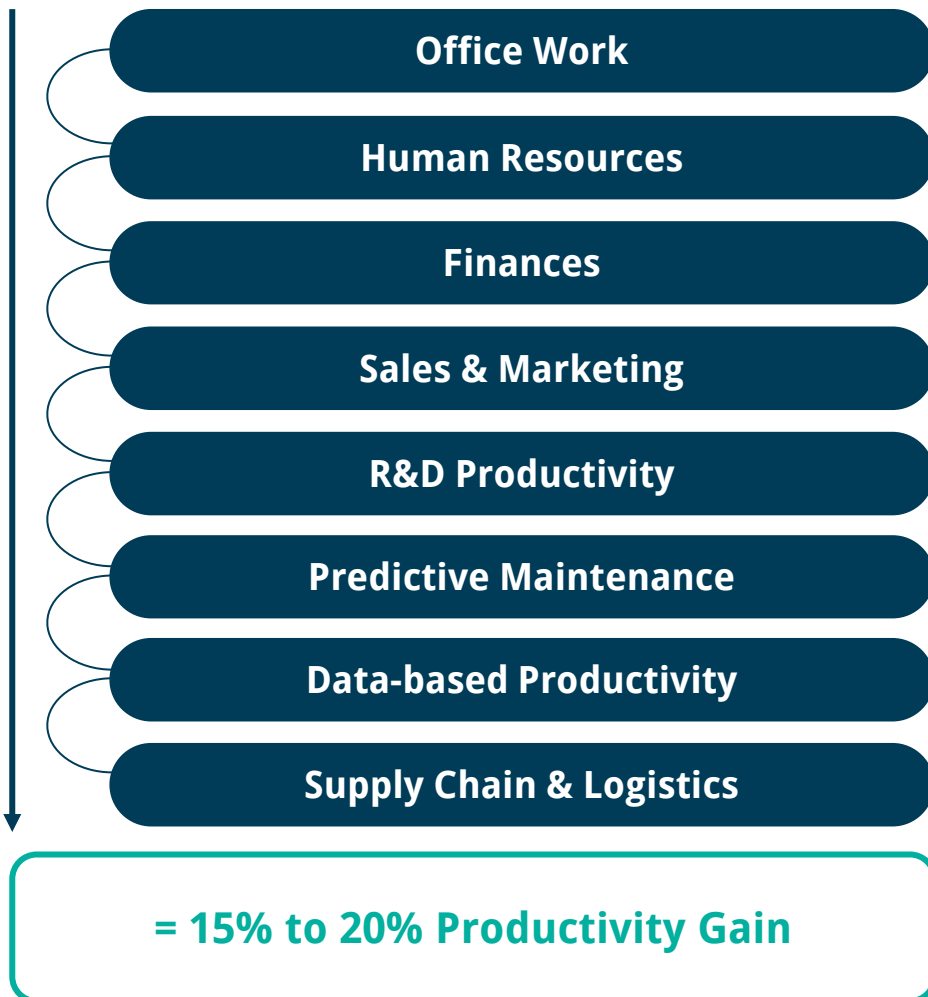 Office Work
Human Resources
Finances
Sales & Marketing
R&D Productivity
Predictive Maintenance
Data-based Productivity
Supply Chain & Logistics
= 15% to 20% Productivity Gain